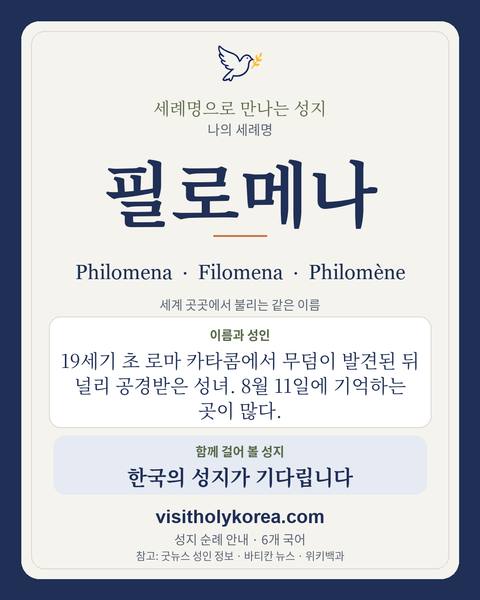 세례명으로 만나는 성지
나의 세례명
필로메나
Philomena · Filomena · Philomène
세계 곳곳에서 불리는 같은 이름
이름과 성인
19세기 초 로마 카타콤에서 무덤이 발견된 뒤
널리 공경받은 성녀. 8월 11일에 기억하는
곳이 많다.
함께 걸어 볼 성지
한국의 성지가 기다립니다
visitholykorea.com
성지 순례 안내 · 6개 국어
참고: 굿뉴스 성인 정보 · 바티칸 뉴스 · 위키백과